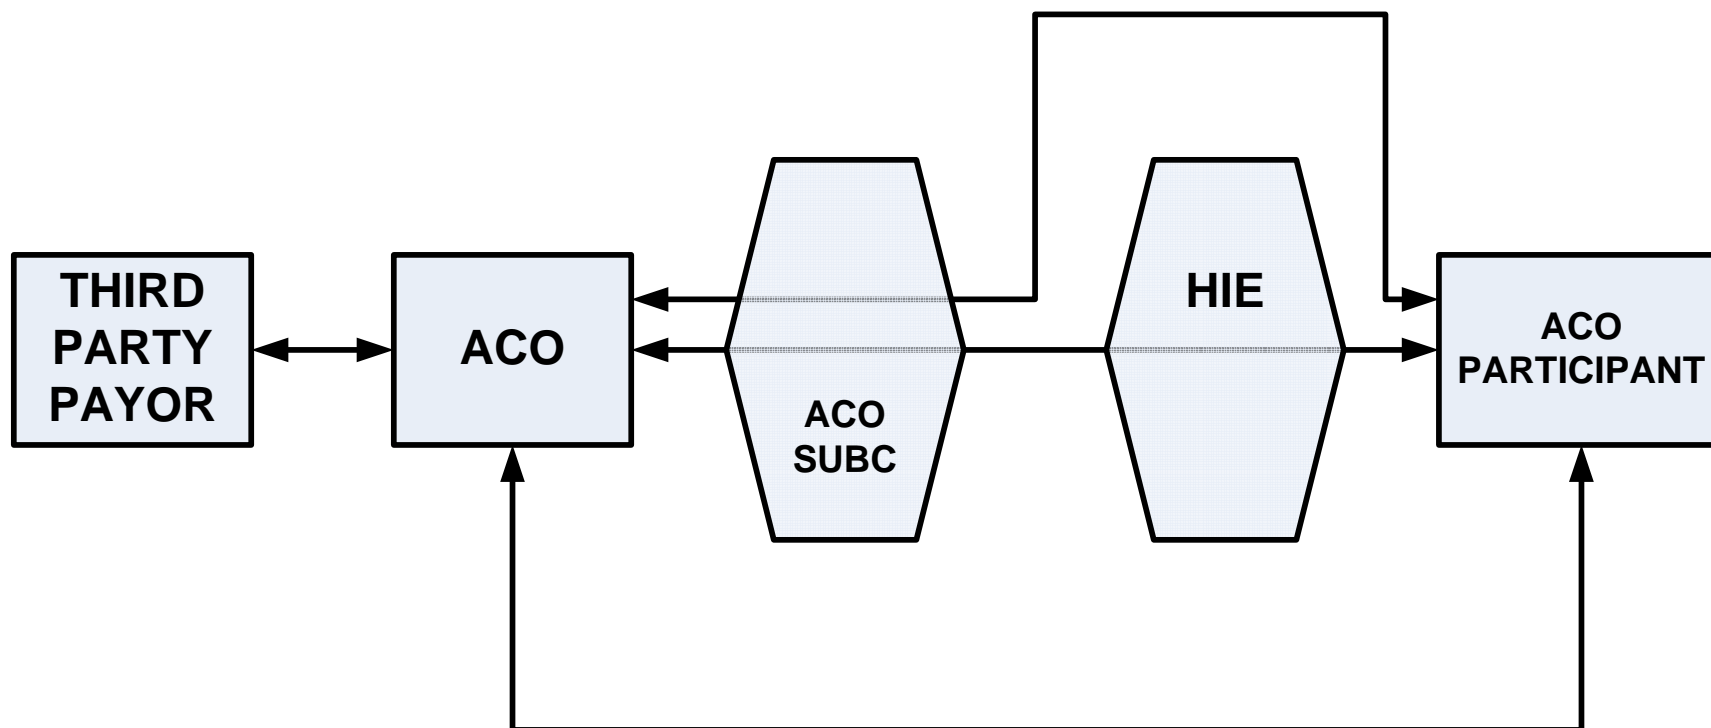 THIRD
PARTY
PAYOR
ACO
ACO
SUBC
HIE
ACO
PARTICIPANT